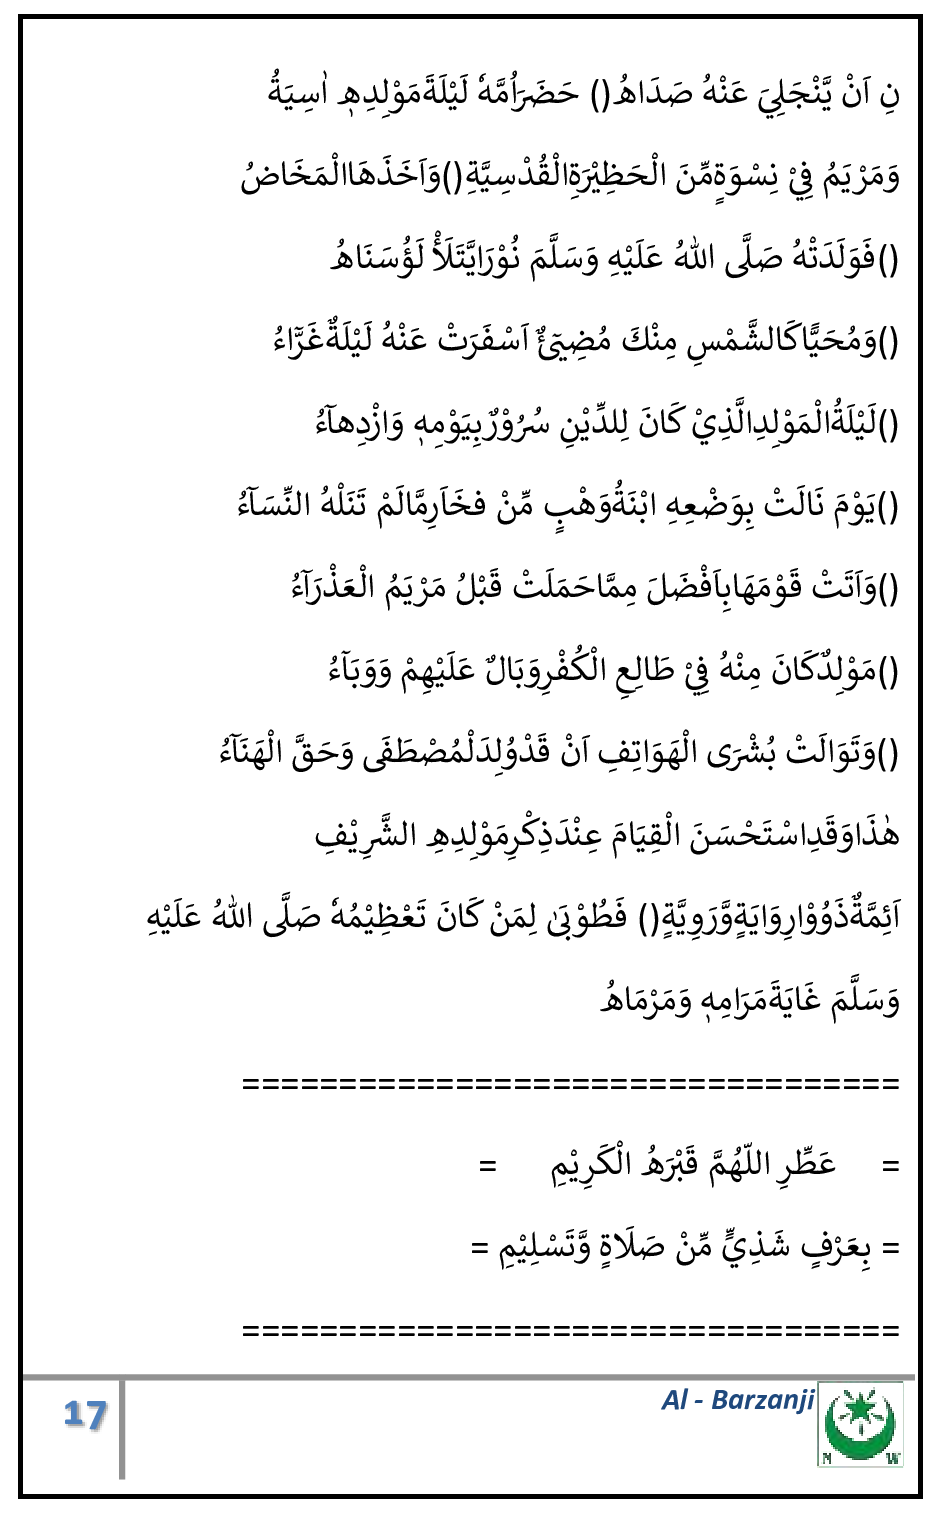 نِ اَنْ يَّنْجَلِيَ عَنْهُ صَدَاهُ() حَضَرَاُمَّهٗ لَيْلَةَمَوْلِدِهٖ اٰسِيَةُ
وَمَرْيَمُ فِيْ نِسْوَةٍمِّنَ الْحَظِيْرَةِالْقُدْسِيَّةِ()وَاَخَذَهَاالْمَخَاضُ
()فَوَلَدَتْهُ صَلَّى اللهُ عَلَيْهِ وَسَلَّمَ نُوْرَايَّتَلَأْ لَؤُسَنَاهُ
()وَمُحَيًّاكَالشَّمْسِ مِنْكَ مُضِيْٓئٌ اَسْفَرَتْ عَنْهُ لَيْلَةٌغَرَّاءُ
()لَيْلَةُالْمَوْلِدِالَّذِيْ كَانَ لِلدِّيْنِ سُرُوْرٌبِيَوْمِهٖ وَازْدِهآءُ
()يَوْمَ نَالَتْ بِوَضْعِهِ ابْنَةُوَهْبٍ مِّنْ فخَاَرِمَّالَمْ تَنَلْهُ النِّسَآءُ
()وَاَتَتْ قَوْمَهَابِاَفْضَلَ مِمَّاحَمَلَتْ قَبْلُ مَرْيَمُ الْعَذْرَآءُ
()مَوْلِدٌكَانَ مِنْهُ فِيْ طَالِعِ الْكُفْرِوَبَالٌ عَلَيْهِمْ وَوَبَآءُ
()وَتَوَالَتْ بُشْرَى الْهَوَاتِفِ اَنْ قَدْوُلِدَلْمُصْطَفَى وَحَقَّ الْهَنَآءُ
هٰذَاوَقَدِاسْتَحْسَنَ الْقِيَامَ عِنْدَذِكْرِمَوْلِدِهِ الشَّرِيْفِ
اَئِمَّةٌذَوُوْارِوَايَةٍوَّرَوِيَّةٍ() فَطُوْبَىٰ لِمَنْ كَانَ تَعْظِيْمُهٗ صَلَّى اللهُ عَلَيْهِ
وَسَلَّمَ غَايَةَمَرَامِهٖ وَمَرْمَاهُ
==================================
= عَطِّرِ اللّهُمَّ قَبْرَهُ الْكَرِيْمِ =
= بِعَرْفٍ شَذِيٍّ مِّنْ صَلَاةٍ وَّتَسْلِيْمِ =
==================================
Al - Barzanji
17
N W